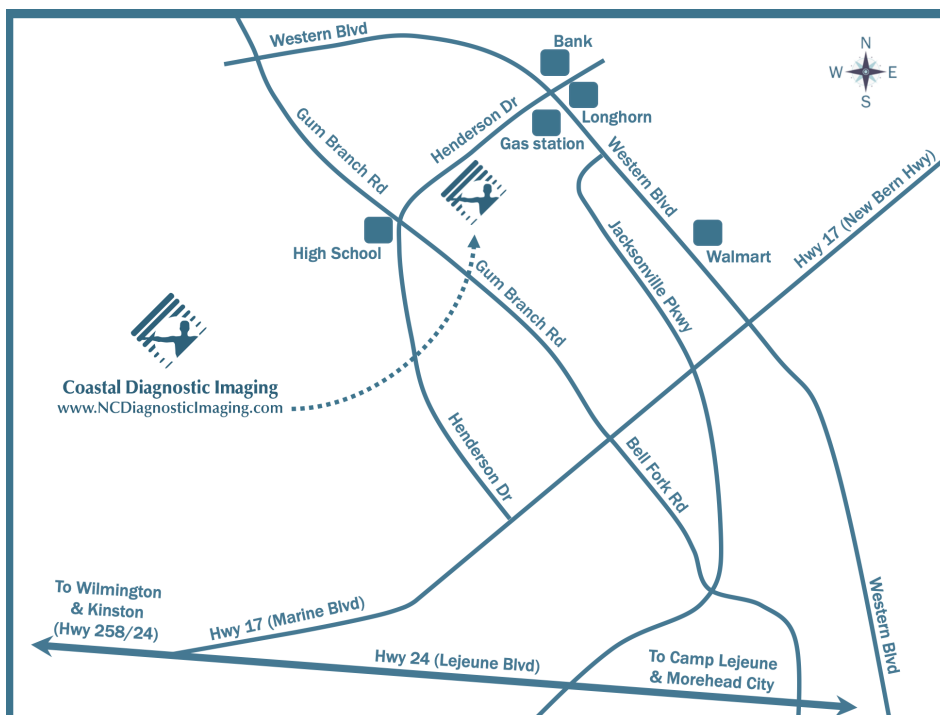 Western Blvd
Bank
N
W
E
S
Longhorn
Gas station
Henderson Dr
Gum Branch Rd
Western Blvd
Hwy 17 (New Bern Hwy)
High School
Walmart
Jacksonville Pkwy
Gum Branch Rd
Coastal Diagnostic Imaging
www.NCDiagnosticImaging.com
Henderson Dr
Bell Fork Rd
To Wilmington
& Kinston
(Hwy 258/24)
Hwy 17 (Marine Blvd)
Hwy 24 (Lejeune Blvd)
To Camp Lejeune
& Morehead City
Western Blvd